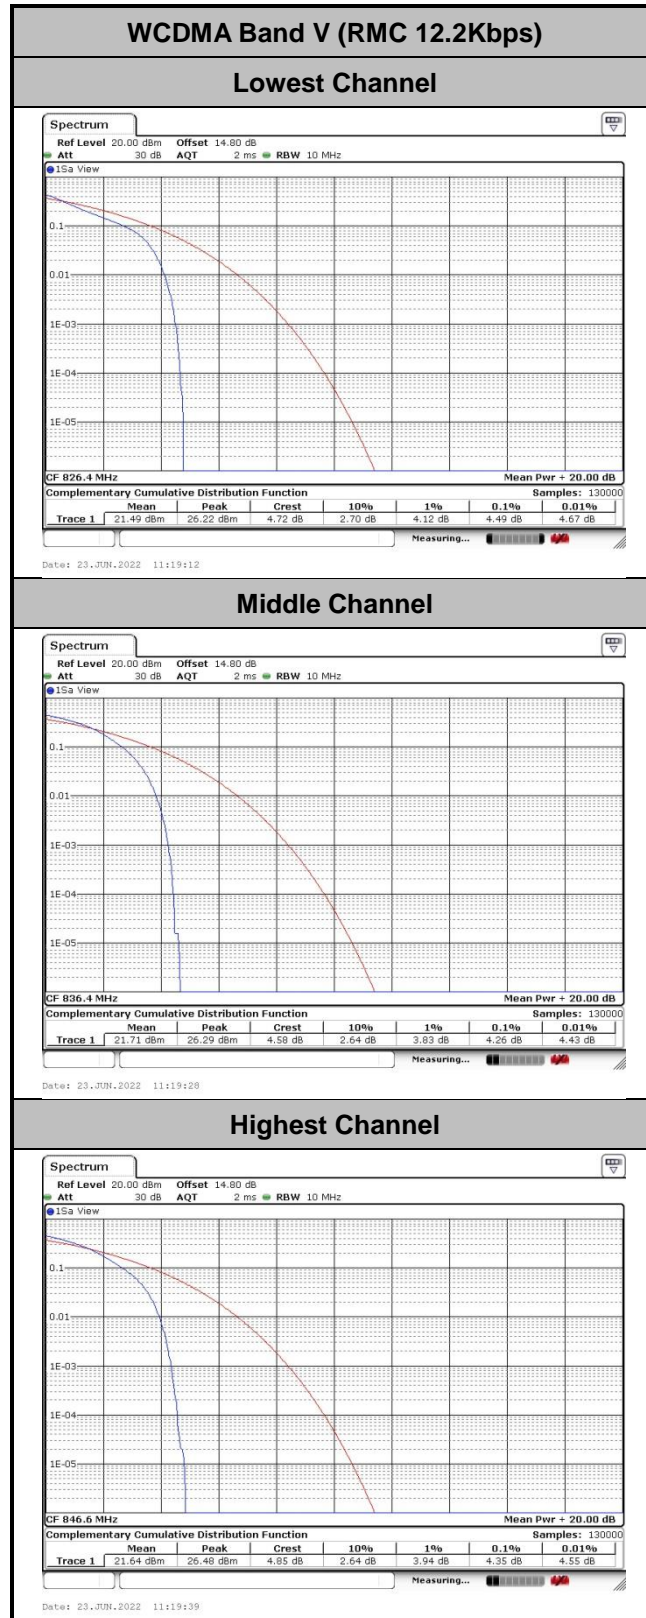 WCDMA Band V (RMC 12.2Kbps)
Lowest Channel
Spectrum
Ref Level 20.00 dBm Offset 14.80 dB
Att 30 dB AQT 2 ms RBW 10 MHz
1Sa View
0.1
0.01
1E-03
1E-04
1E-05
CF 826.4 MHz Mean Pwr + 20.00 dB
Complementary Cumulative Distribution Function Samples: 130000
Mean Peak Crest 10% 1% 0.1% 0.01%
Trace 1 21.49 dBm 26.22 dBm 4.72 dB 2.70 dB 4.12 dB 4.49 dB 4.67 dB
Measuring...
Date: 23.JUN.2022 11:19:12
Middle Channel
Spectrum
Ref Level 20.00 dBm Offset 14.80 dB
Att 30 dB AQT 2 ms RBW 10 MHz
1Sa View
0.1
0.01
1E-03
1E-04
1E-05
CF 836.4 MHz Mean Pwr + 20.00 dB
Complementary Cumulative Distribution Function Samples: 130000
Mean Peak Crest 10% 1% 0.1% 0.01%
Trace 1 21.71 dBm 26.29 dBm 4.58 dB 2.64 dB 3.83 dB 4.26 dB 4.43 dB
Measuring...
Date: 23.JUN.2022 11:19:28
Highest Channel
Spectrum
Ref Level 20.00 dBm Offset 14.80 dB
Att 30 dB AQT 2 ms RBW 10 MHz
1Sa View
0.1
0.01
1E-03
1E-04
1E-05
CF 846.6 MHz Mean Pwr + 20.00 dB
Complementary Cumulative Distribution Function Samples: 130000
Mean Peak Crest 10% 1% 0.1% 0.01%
Trace 1 21.64 dBm 26.48 dBm 4.85 dB 2.64 dB 3.94 dB 4.35 dB 4.55 dB
Measuring...
Date: 23.JUN.2022 11:19:39